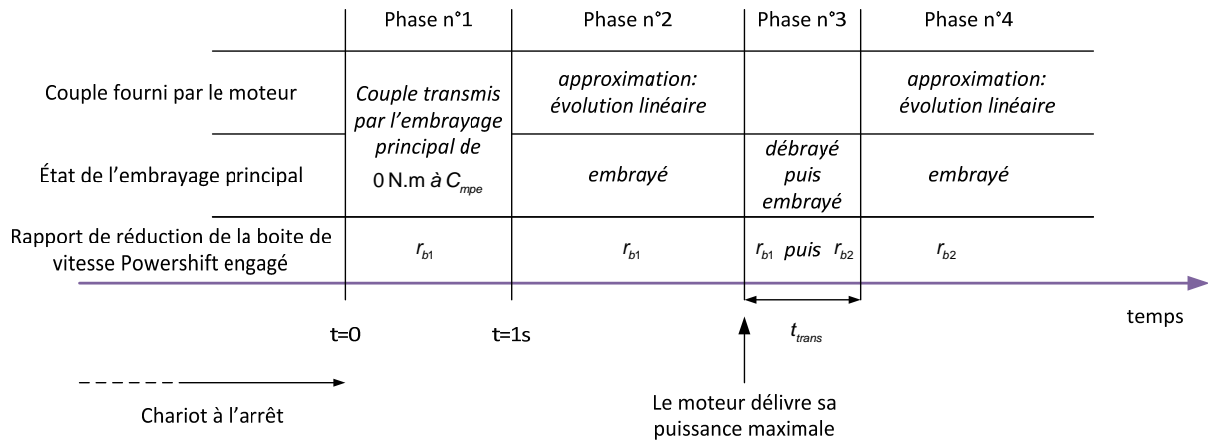 Phase n°1
Phase n°2
Phase n°3
Phase n°4
Couple fourni par le moteur
Couple transmis
par l'embrayage
principal de
0 N.m à Cmpe
approximation:
évolution linéaire
approximation:
évolution linéaire
État de l'embrayage principal
embrayé
débrayé
puis
embrayé
embrayé
Rapport de réduction de la boite de
vitesse Powershift engagé
rb1
rb1
rb1 puis rb2
rb2
temps
t=0
t=1s
ttrans
Chariot à l'arrêt
Le moteur délivre sa
puissance maximale